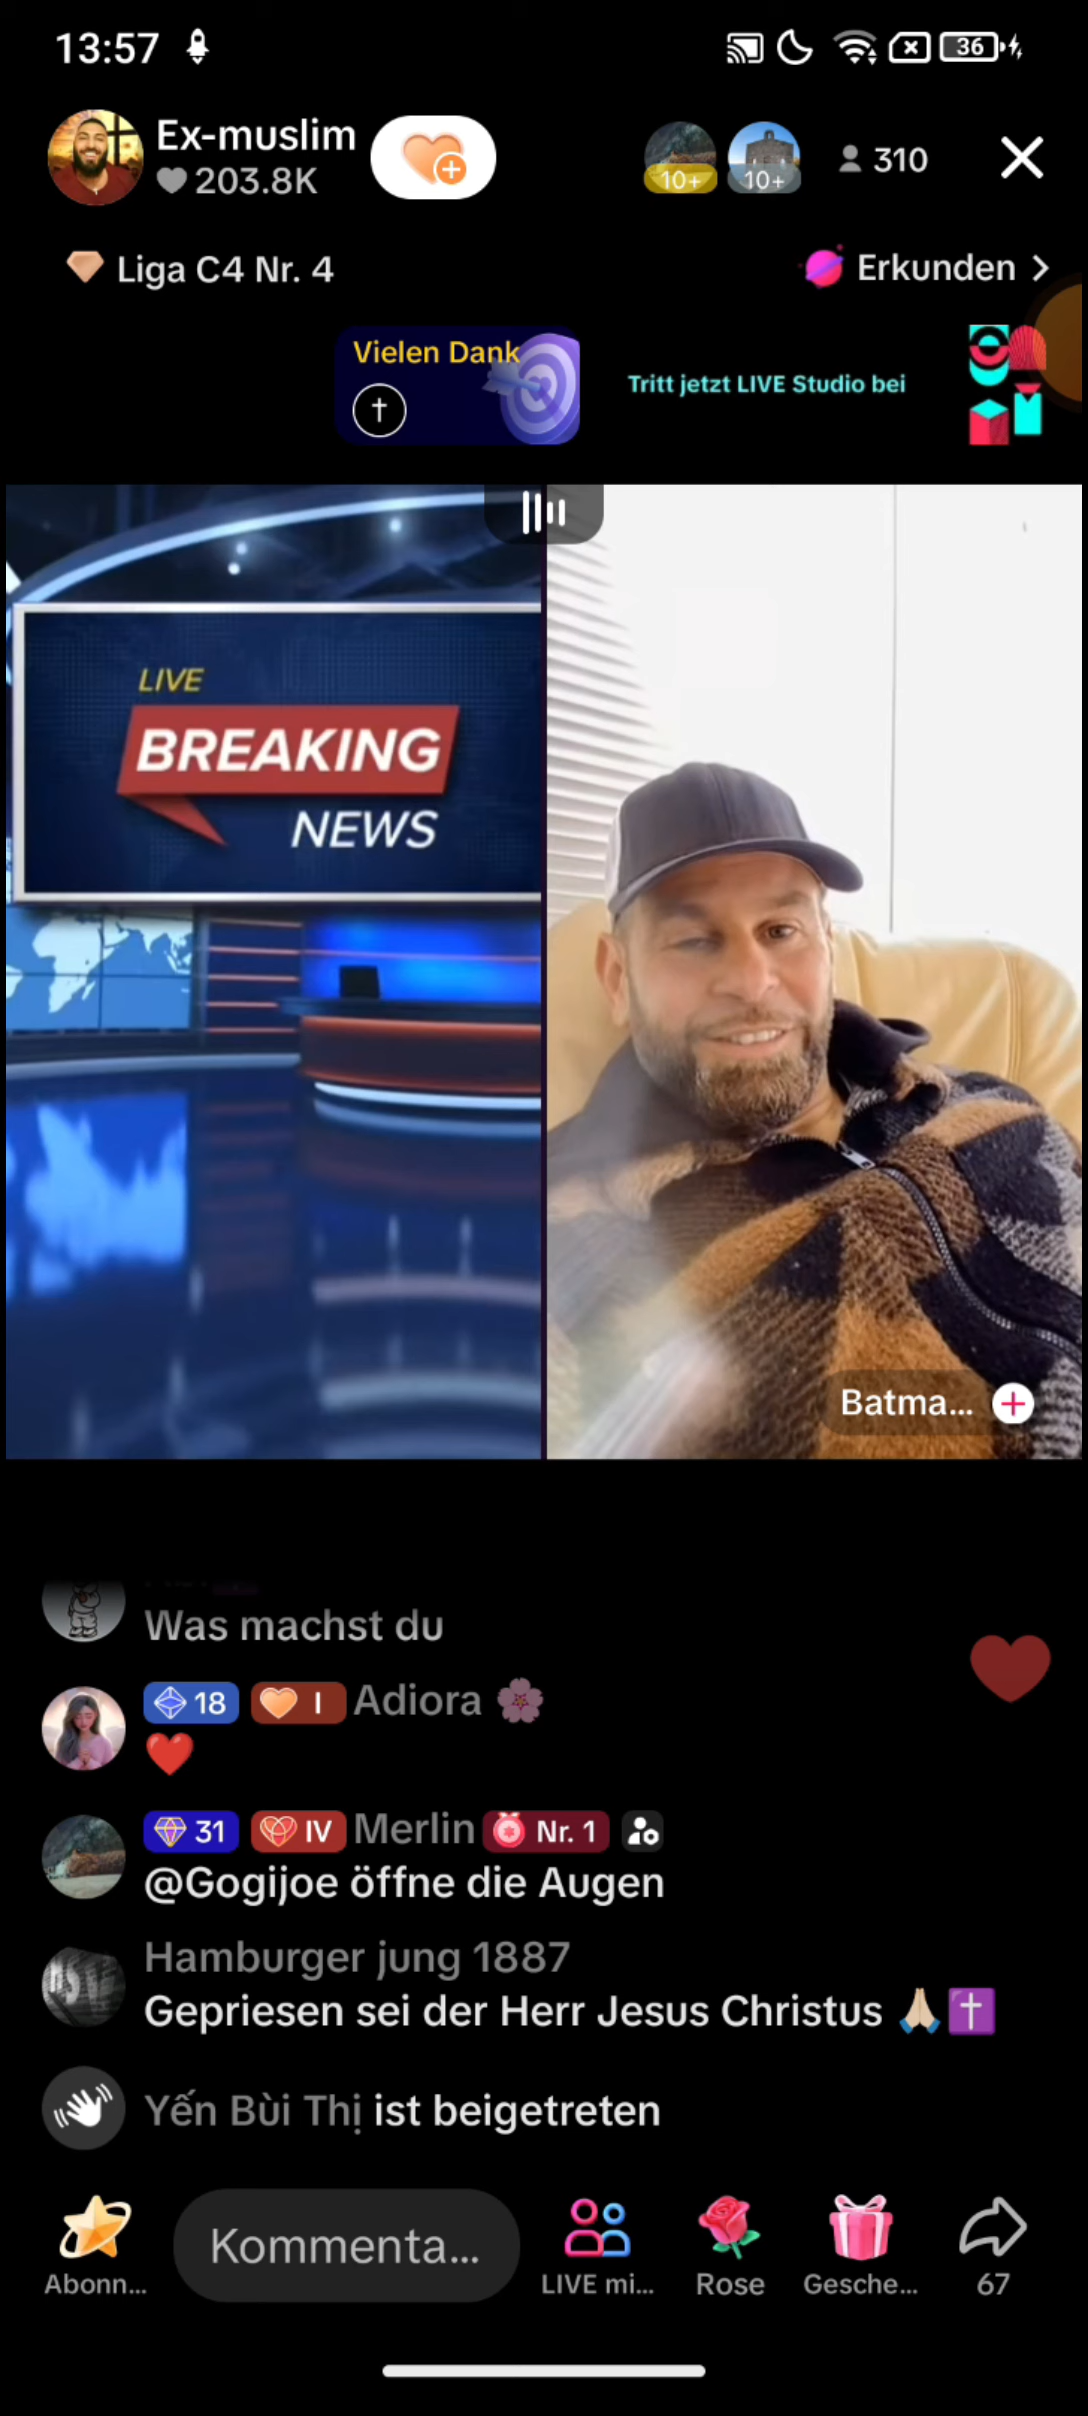 13:57
36
Ex-muslim
203.8K
10+
10+
310
Liga C4 Nr. 4
Erkunden
Vielen Dank
Tritt jetzt LIVE Studio bei
LIVE
BREAKING
NEWS
Batma...
Was machst du
18 I Adiora 🌸
❤️
31 IV Merlin Nr. 1
@Gogijoe öffne die Augen
Hamburger jung 1887
Gepriesen sei der Herr Jesus Christus 🙏🏼✝️
Yến Bùi Thị ist beigetreten
Kommenta...
Abonn...
LIVE mi...
Rose
Gesche...
67